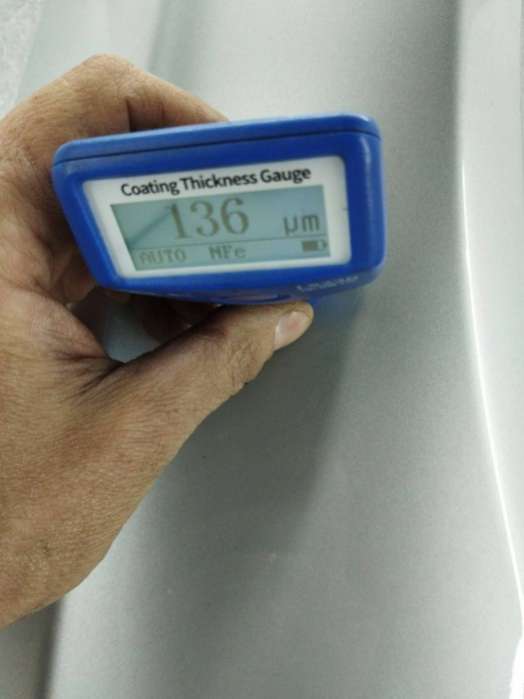 Coating Thickness Gauge
136 μm
AUTO NFe